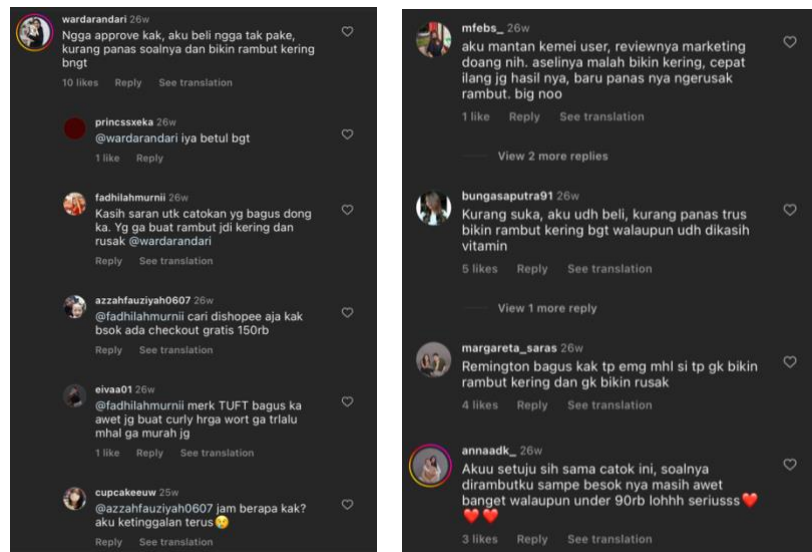 wardarandari 26w
Ngga approve kak, aku beli ngga tak pake,
kurang panas soalnya dan bikin rambut kering
bngt
10 likes Reply See translation
princssxeka 26w
@wardarandari iya betul bgt
1 like Reply
fadhilahmurnii 26w
Kasih saran utk catokan yg bagus dong
ka. Yg ga buat rambut jdi kering dan
rusak @wardarandari
Reply See translation
azzahfauziyah0607 26w
@fadhilahmurnii cari dishopee aja kak
bsok ada checkout gratis 150rb
Reply See translation
eivaa01 26w
@fadhilahmurnii merk TUFT bagus ka
awet jg buat curly hrga wort ga trlalu
mhal ga murah jg
1 like Reply See translation
cupcakeeuw 25w
@azzahfauziyah0607 jam berapa kak?
aku ketinggalan terus😢
Reply See translation
mfebs_ 26w
aku mantan kemei user, reviewnya marketing
doang nih. aselinya malah bikin kering, cepat
ilang jg hasil nya, baru panas nya ngerusak
rambut. big noo
1 like Reply See translation
View 2 more replies
bungasaputra91 26w
Kurang suka, aku udh beli, kurang panas trus
bikin rambut kering bgt walaupun udh dikasih
vitamin
5 likes Reply See translation
View 1 more reply
margareta_saras 26w
Remington bagus kak tp emg mhl si tp gk bikin
rambut kering dan gk bikin rusak
4 likes Reply See translation
annaadk_ 26w
Akuu setuju sih sama catok ini, soalnya
dirambutku sampe besok nya masih awet
banget walaupun under 90rb lohhh seriusss❤️
❤️❤️
3 likes Reply See translation